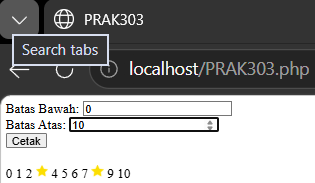 PRAK303
Search tabs
localhost/PRAK303.php
Batas Bawah: 0
Batas Atas: 10
Cetak
0 1 2 ⭐ 4 5 6 7 ⭐ 9 10